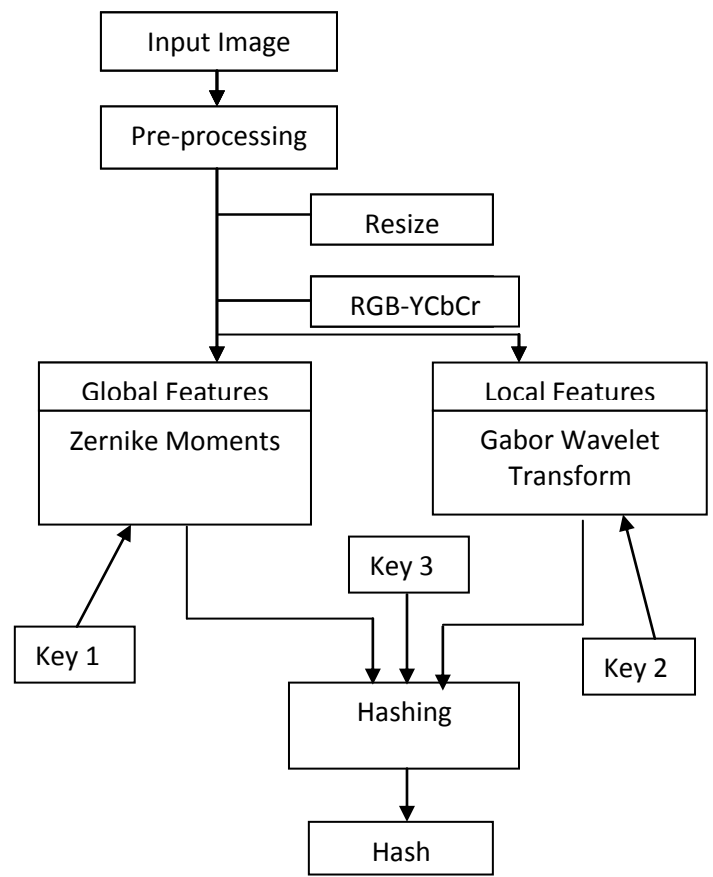 Input Image
Pre-processing
Resize
RGB-YCbCr
Global Features
Zernike Moments
Local Features
Gabor Wavelet
Transform
Key 3
Key 1
Key 2
Hashing
Hash